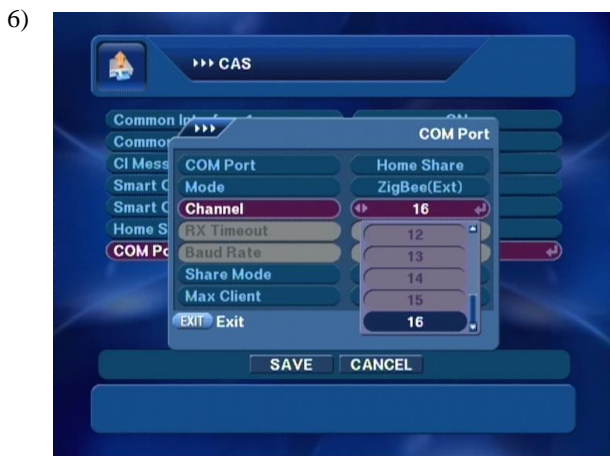 6)
CAS
Common
Common
COM Port
CI Mess
COM Port Home Share
Smart C
Mode ZigBee(Ext)
Smart C
Channel 16
Home S
RX Timeout 12
COM Po
Baud Rate 13
Share Mode 14
Max Client 15
EXIT Exit 16
SAVE CANCEL